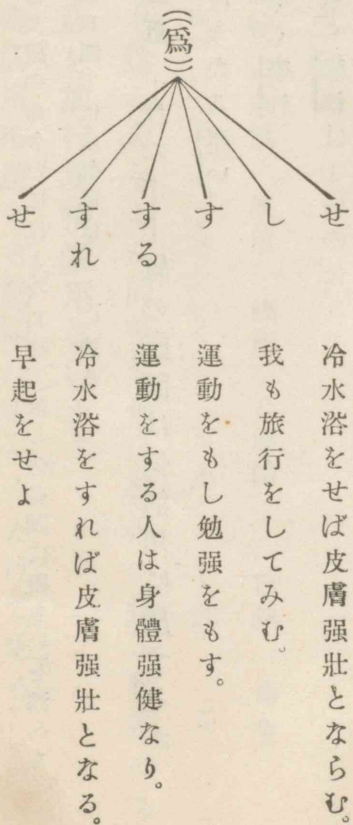 ((爲))
せ　冷水浴をせば皮膚强壯とならむ。
し　我も旅行をしてみむ。
す　運動をもし勉强をもす。
する　運動をする人は身體强健なり。
すれ　冷水浴をすれば皮膚强壯となる。
せ　早起をせよ